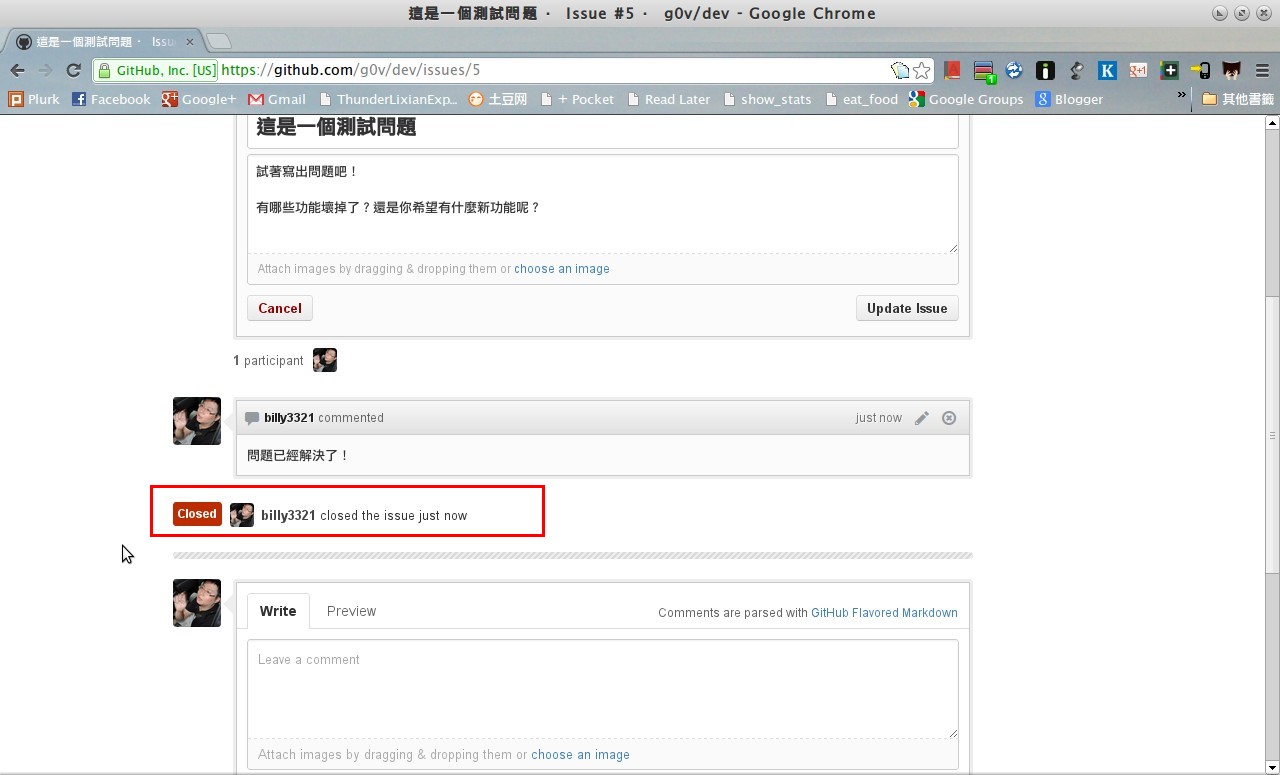 這是一個測試問題 · Issue #5 · g0v/dev - Google Chrome
這是一個測試問題 · Issu
GitHub, Inc. [US] https://github.com/g0v/dev/issues/5
Plurk Facebook Google+ Gmail ThunderLixianExp... 土豆网 + Pocket Read Later show_stats eat_food Google Groups Blogger » 其他書籤
這是一個測試問題
試著寫出問題吧！
有哪些功能壞掉了？還是你希望有什麼新功能呢？
Attach images by dragging & dropping them or choose an image
Cancel Update Issue
1 participant
billy3321 commented just now
問題已經解決了！
Closed billy3321 closed the issue just now
Write Preview Comments are parsed with GitHub Flavored Markdown
Leave a comment
Attach images by dragging & dropping them or choose an image